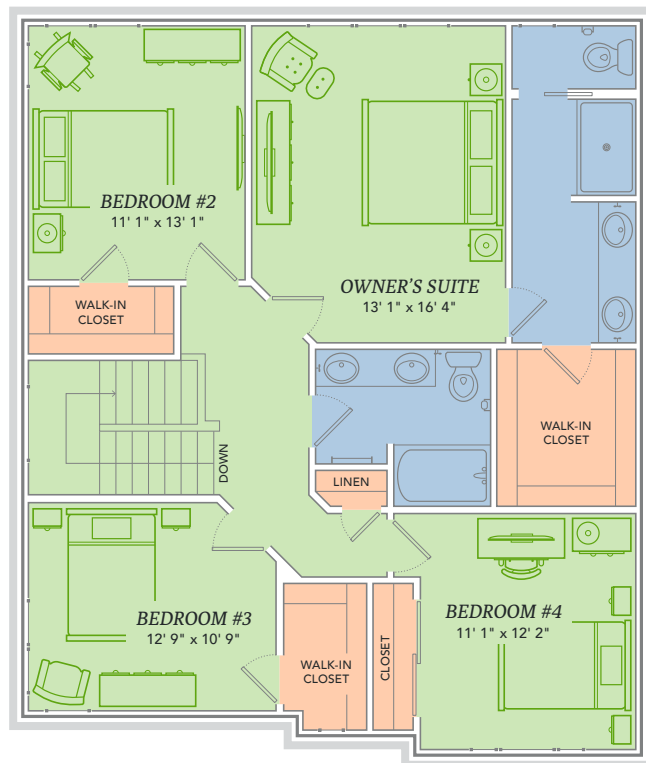 BEDROOM #2
11' 1" x 13' 1"
OWNER'S SUITE
13' 1" x 16' 4"
WALK-IN
CLOSET
WALK-IN
CLOSET
DOWN
LINEN
BEDROOM #3
12' 9" x 10' 9"
BEDROOM #4
11' 1" x 12' 2"
WALK-IN
CLOSET
CLOSET